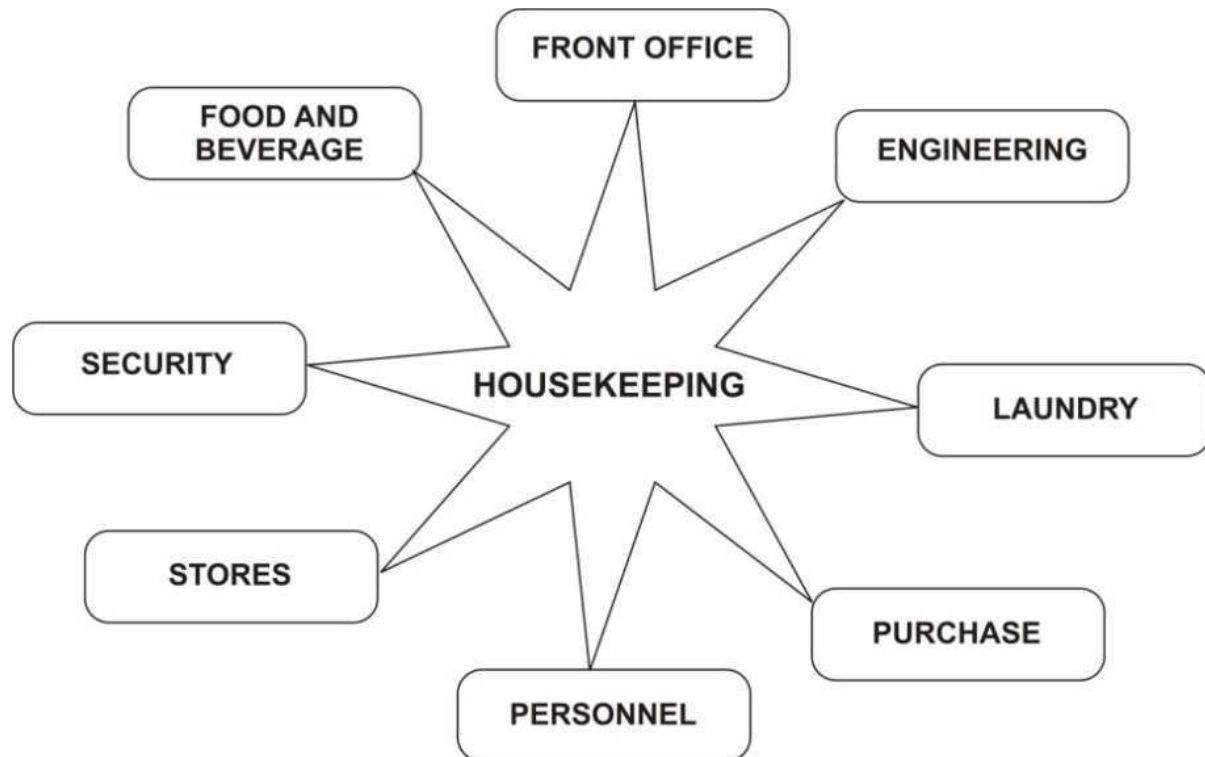 FRONT OFFICE
FOOD AND
BEVERAGE
ENGINEERING
SECURITY
HOUSEKEEPING
LAUNDRY
STORES
PURCHASE
PERSONNEL